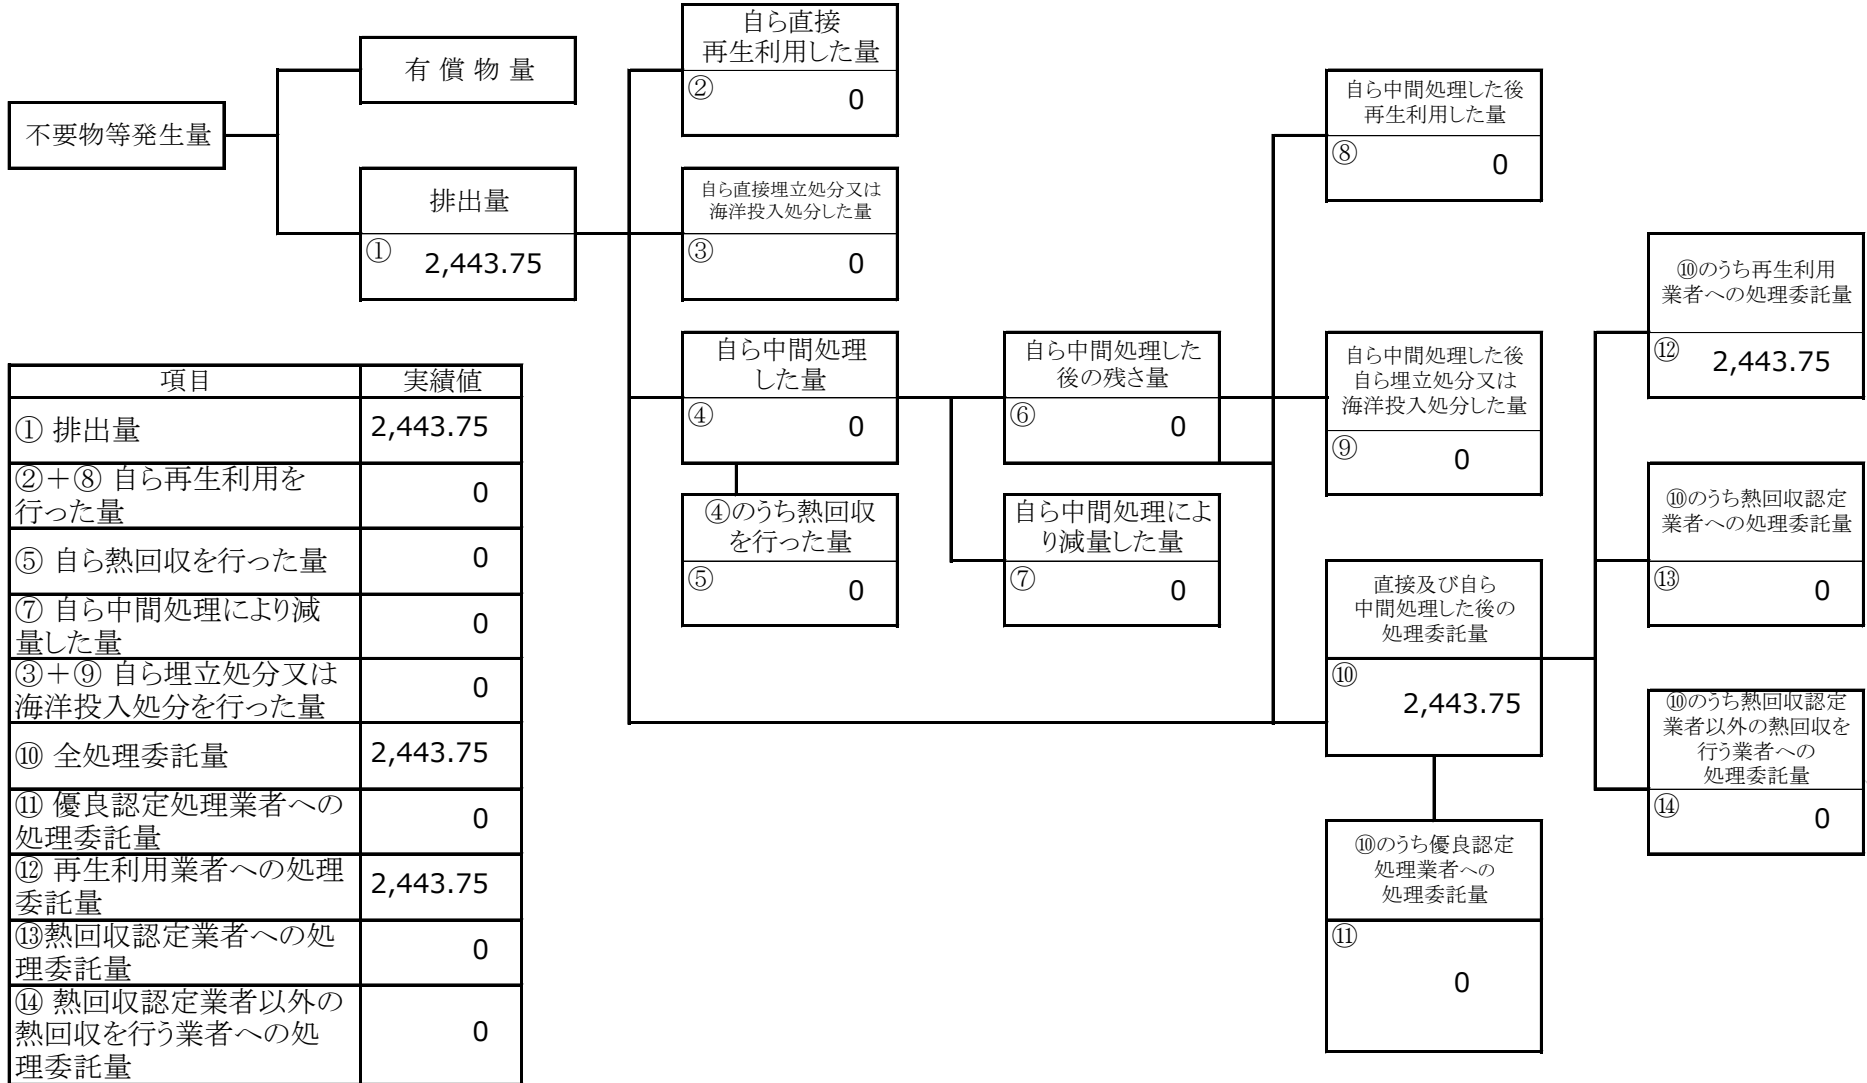 不要物等発生量
有 償 物 量
排出量
① 2,443.75
自ら直接
再生利用した量
② 0
自ら直接埋立処分又は
海洋投入処分した量
③ 0
自ら中間処理
した量
④ 0
④のうち熱回収
を行った量
⑤ 0
自ら中間処理した
後の残さ量
⑥ 0
自ら中間処理によ
り減量した量
⑦ 0
自ら中間処理した後
再生利用した量
⑧ 0
自ら中間処理した後
自ら埋立処分又は
海洋投入処分した量
⑨ 0
直接及び自ら
中間処理した後の
処理委託量
⑩ 2,443.75
⑩のうち優良認定
処理業者への
処理委託量
⑪ 0
⑩のうち再生利用
業者への処理委託量
⑫ 2,443.75
⑩のうち熱回収認定
業者への処理委託量
⑬ 0
⑩のうち熱回収認定
業者以外の熱回収を
行う業者への
処理委託量
⑭ 0
項目 実績値
① 排出量 2,443.75
②＋⑧ 自ら再生利用を
行った量 0
⑤ 自ら熱回収を行った量 0
⑦ 自ら中間処理により減
量した量 0
③＋⑨ 自ら埋立処分又は
海洋投入処分を行った量 0
⑩ 全処理委託量 2,443.75
⑪ 優良認定処理業者への
処理委託量 0
⑫ 再生利用業者への処理
委託量 2,443.75
⑬熱回収認定業者への処
理委託量 0
⑭ 熱回収認定業者以外の
熱回収を行う業者への処
理委託量 0